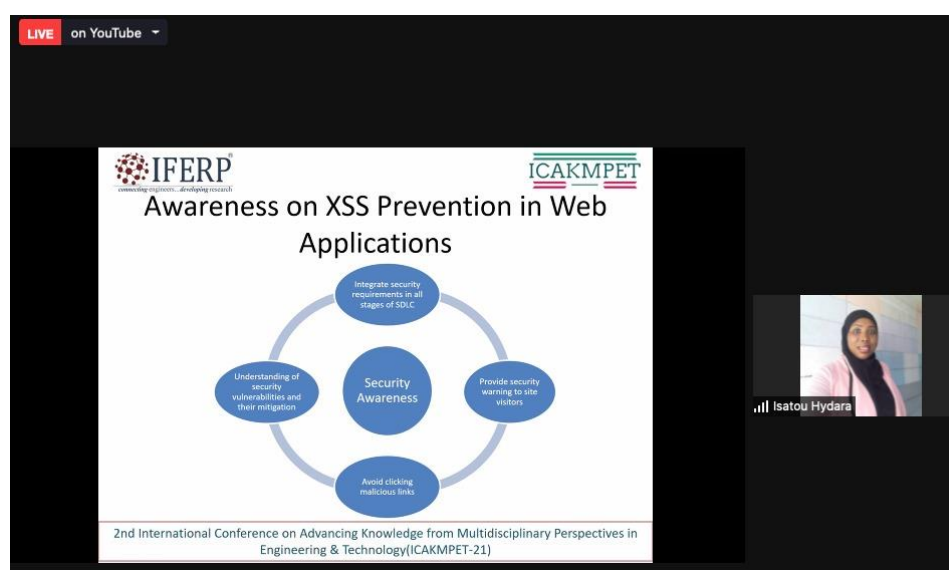 LIVE on YouTube
IFERP®
connecting engineers...developing research
ICAKMPET
Awareness on XSS Prevention in Web
Applications
Integrate security
requirements in all
stages of SDLC
Understanding of
security
vulnerabilities and
their mitigation
Security
Awareness
Provide security
warning to site
visitors
Avoid clicking
malicious links
Isatou Hydara
2nd International Conference on Advancing Knowledge from Multidisciplinary Perspectives in
Engineering & Technology(ICAKMPET-21)